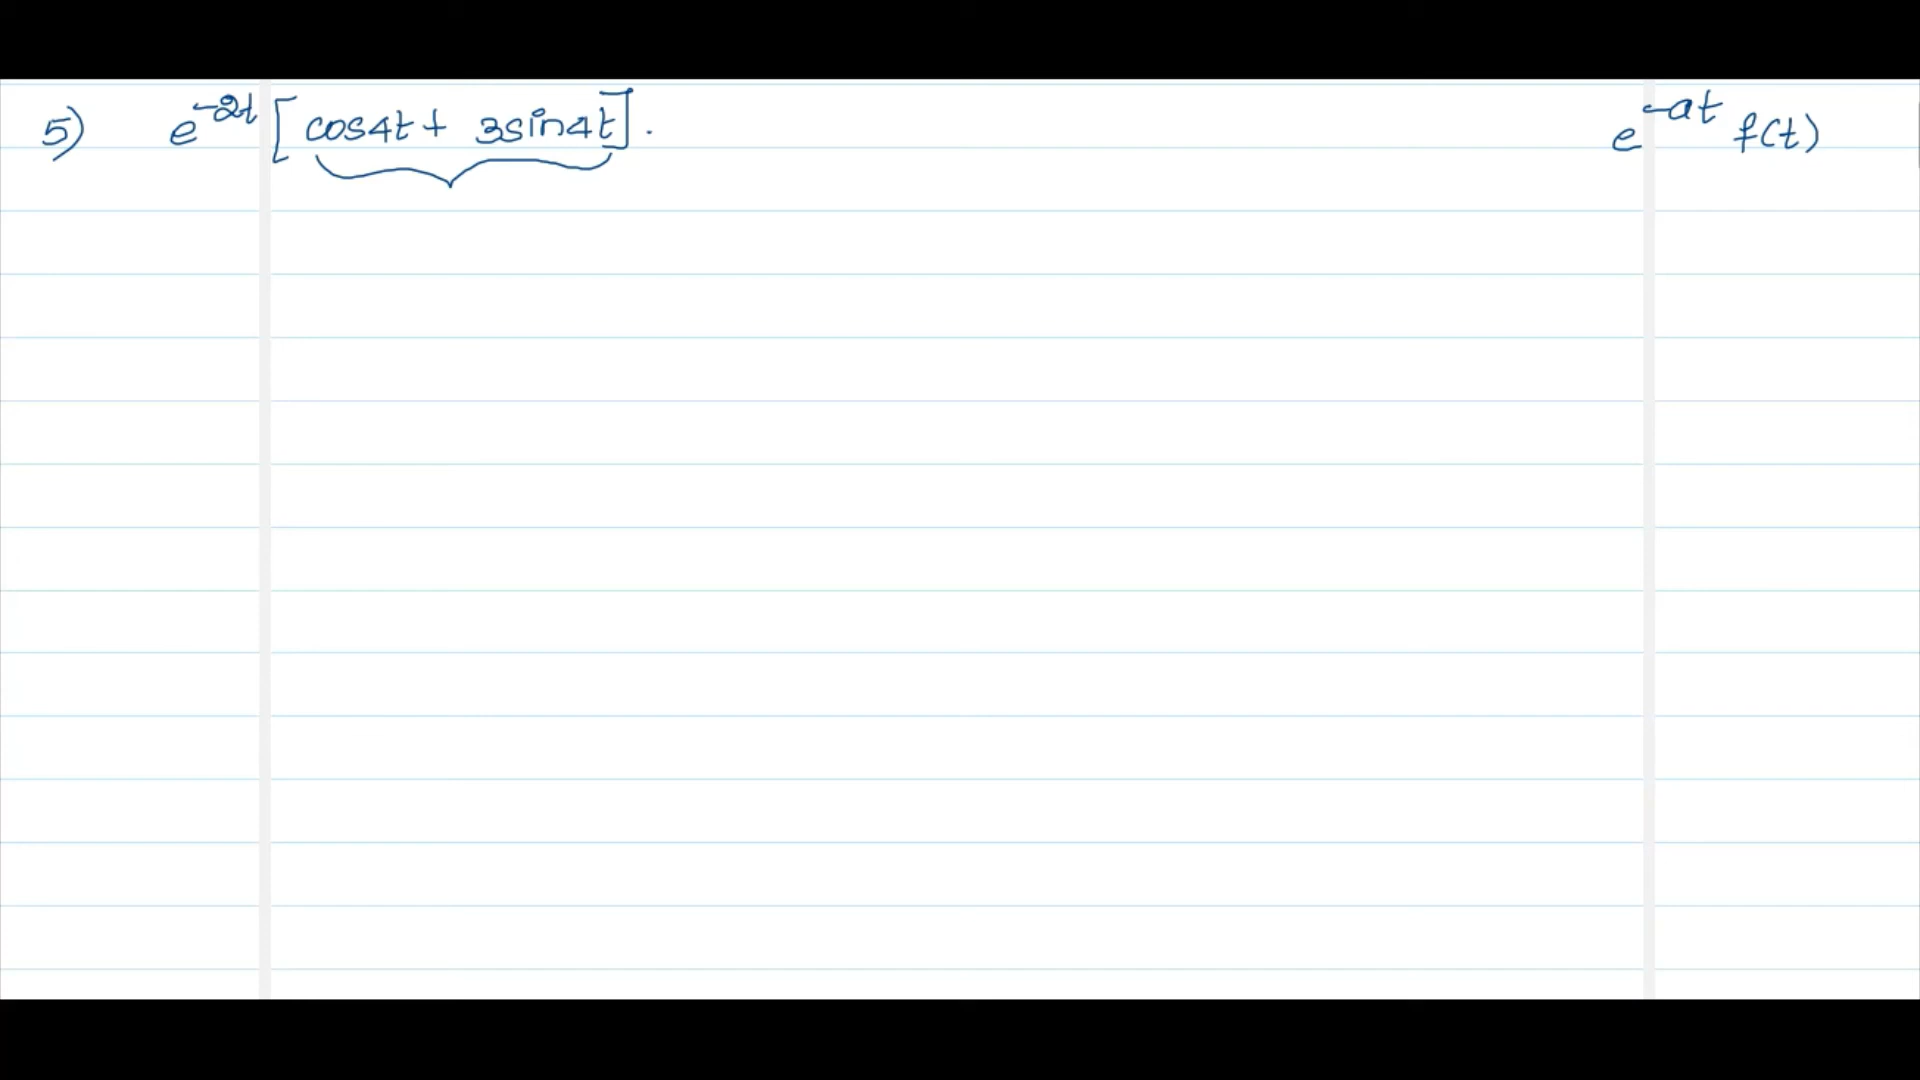 5) e^{-2t} [cos4t + 3sin4t].
e^{-at} f(t)